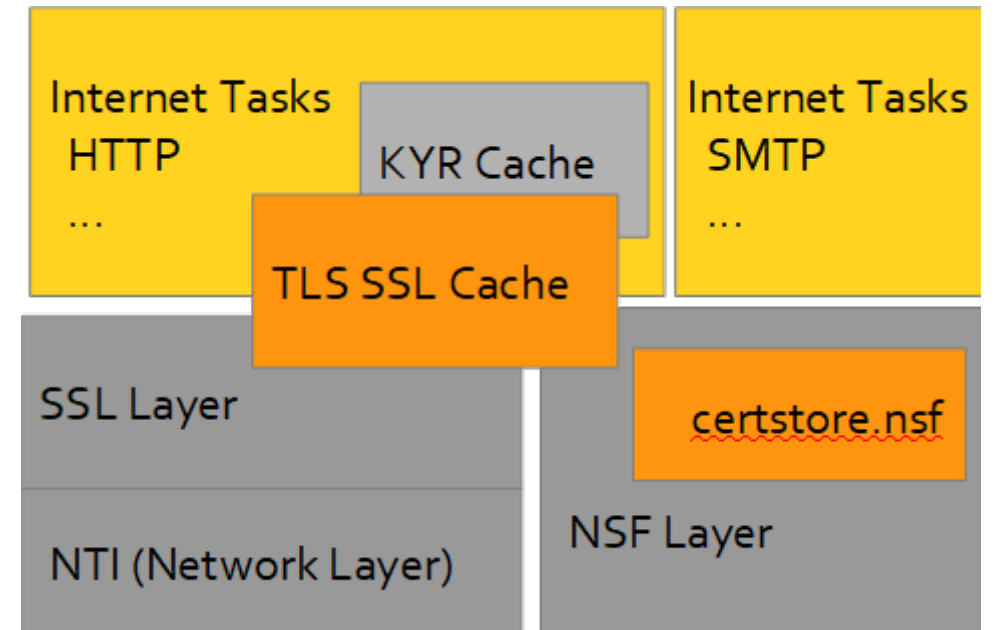 Internet Tasks
HTTP
...
KYR Cache
Internet Tasks
SMTP
...
TLS SSL Cache
SSL Layer
certstore.nsf
NTI (Network Layer)
NSF Layer